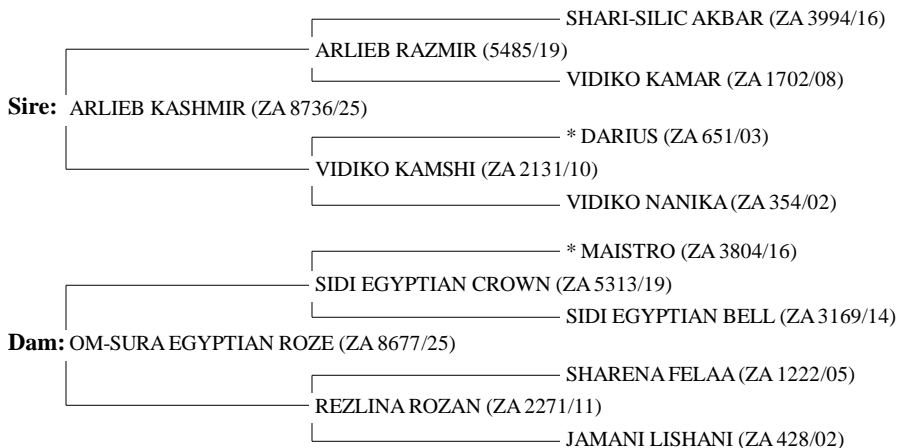 SHARI-SILIC AKBAR (ZA 3994/16)
ARLIEB RAZMIR (5485/19)
VIDIKO KAMAR (ZA 1702/08)
Sire: ARLIEB KASHMIR (ZA 8736/25)
* DARIUS (ZA 651/03)
VIDIKO KAMSHI (ZA 2131/10)
VIDIKO NANIKA (ZA 354/02)
* MAISTRO (ZA 3804/16)
SIDI EGYPTIAN CROWN (ZA 5313/19)
SIDI EGYPTIAN BELL (ZA 3169/14)
Dam: OM-SURA EGYPTIAN ROZE (ZA 8677/25)
SHARENA FELAA (ZA 1222/05)
REZLINA ROZAN (ZA 2271/11)
JAMANI LISHANI (ZA 428/02)